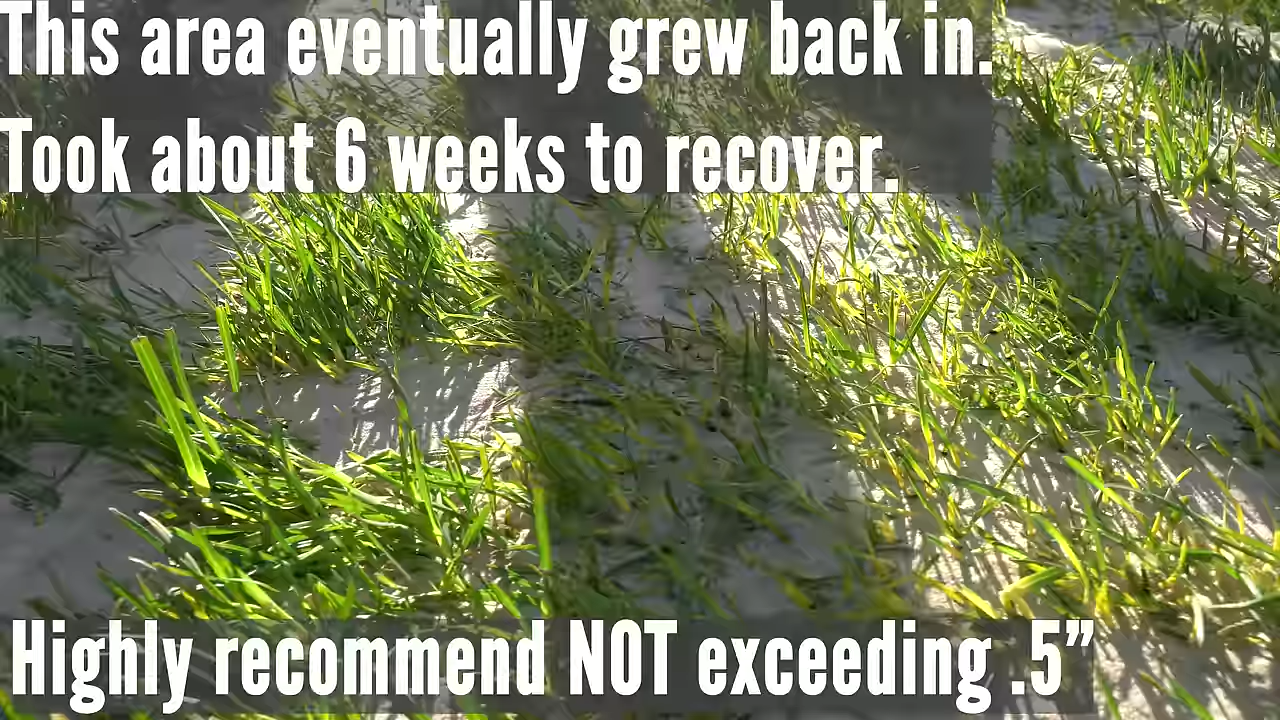 This area eventually grew back in.
Took about 6 weeks to recover.
Highly recommend NOT exceeding .5”